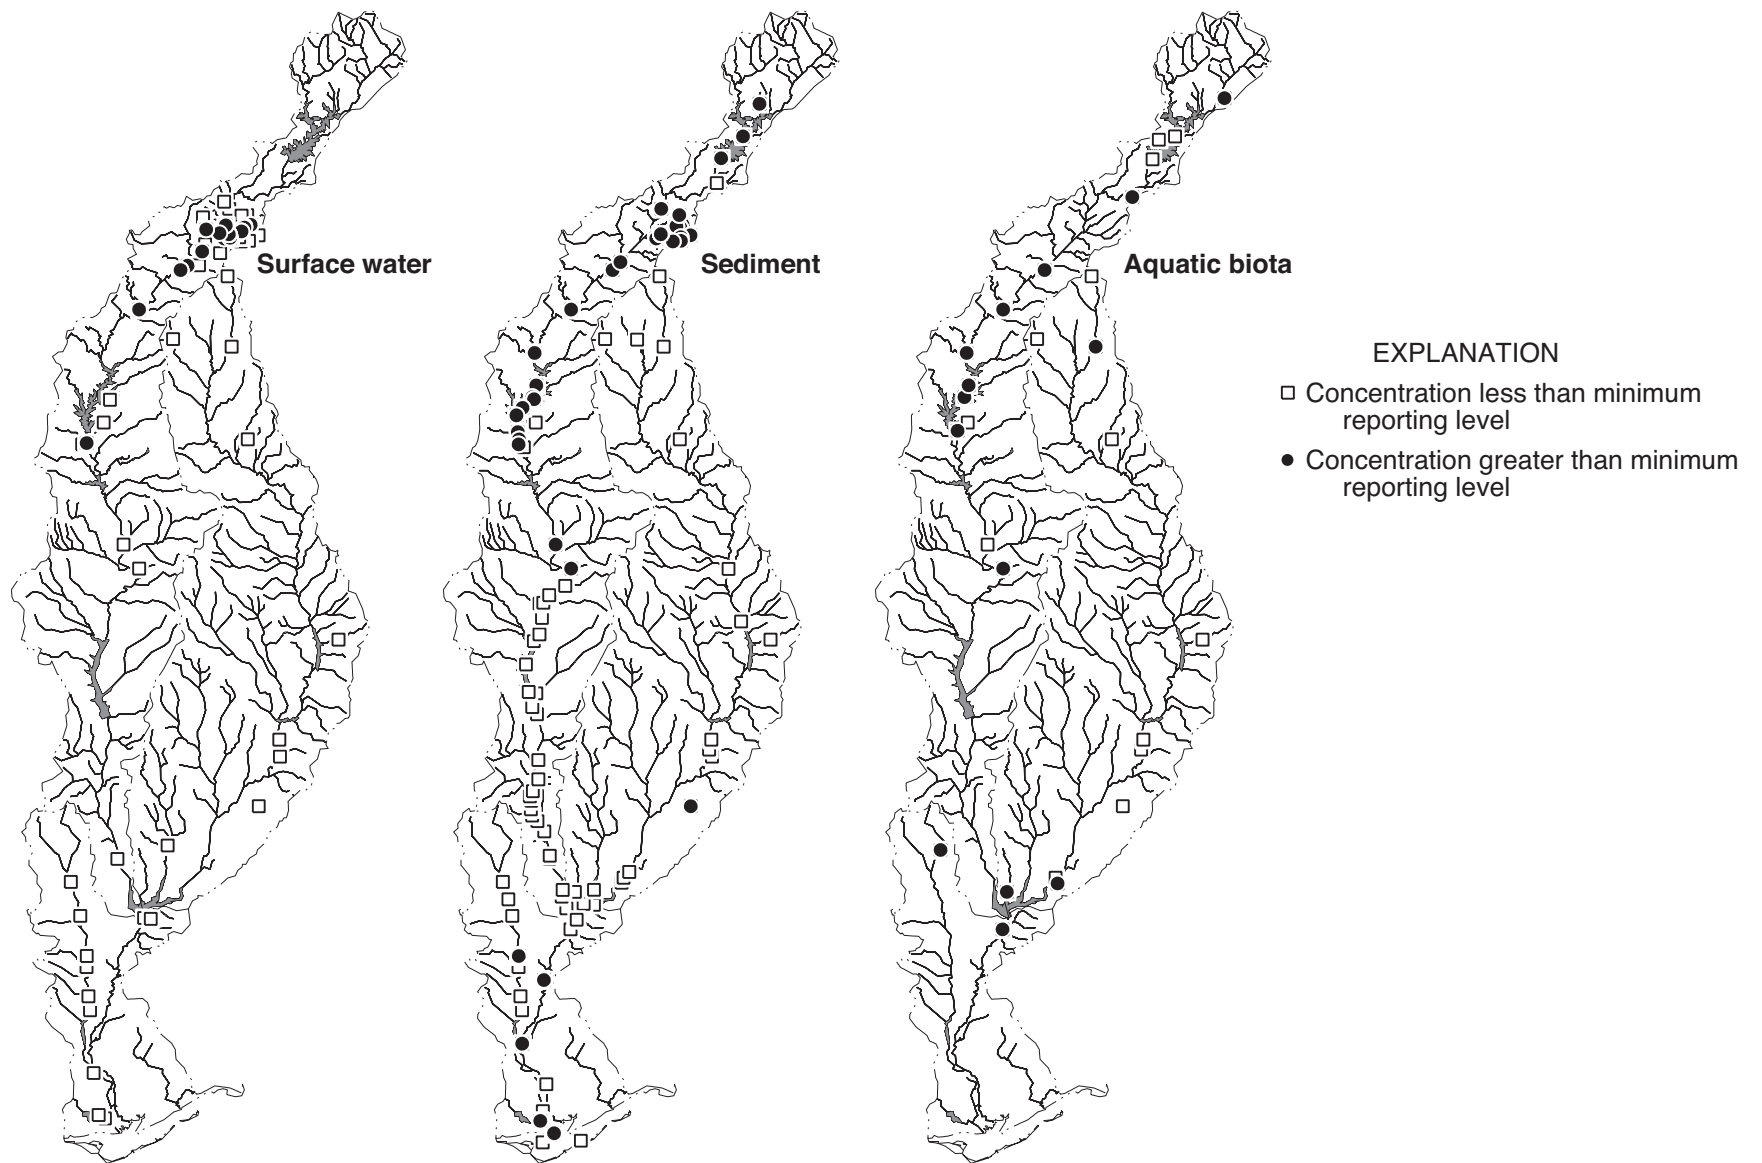 Surface water
Sediment
Aquatic biota
EXPLANATION
Concentration less than minimum
reporting level
Concentration greater than minimum
reporting level